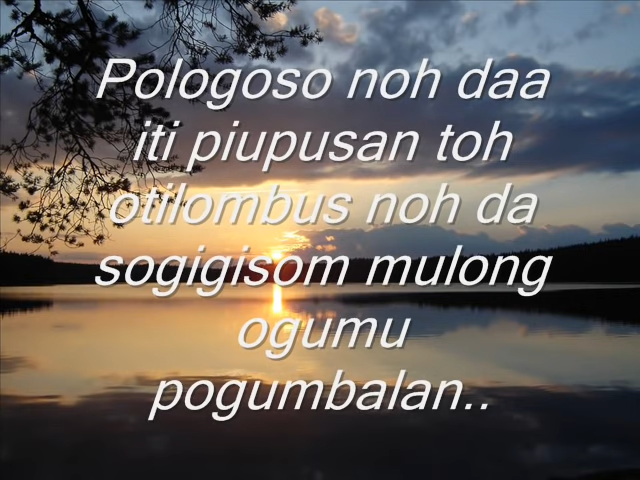 Pologoso noh daa
iti piupusan toh
otilombus noh da
sogigisom mulong
ogumu
pogumbalan..